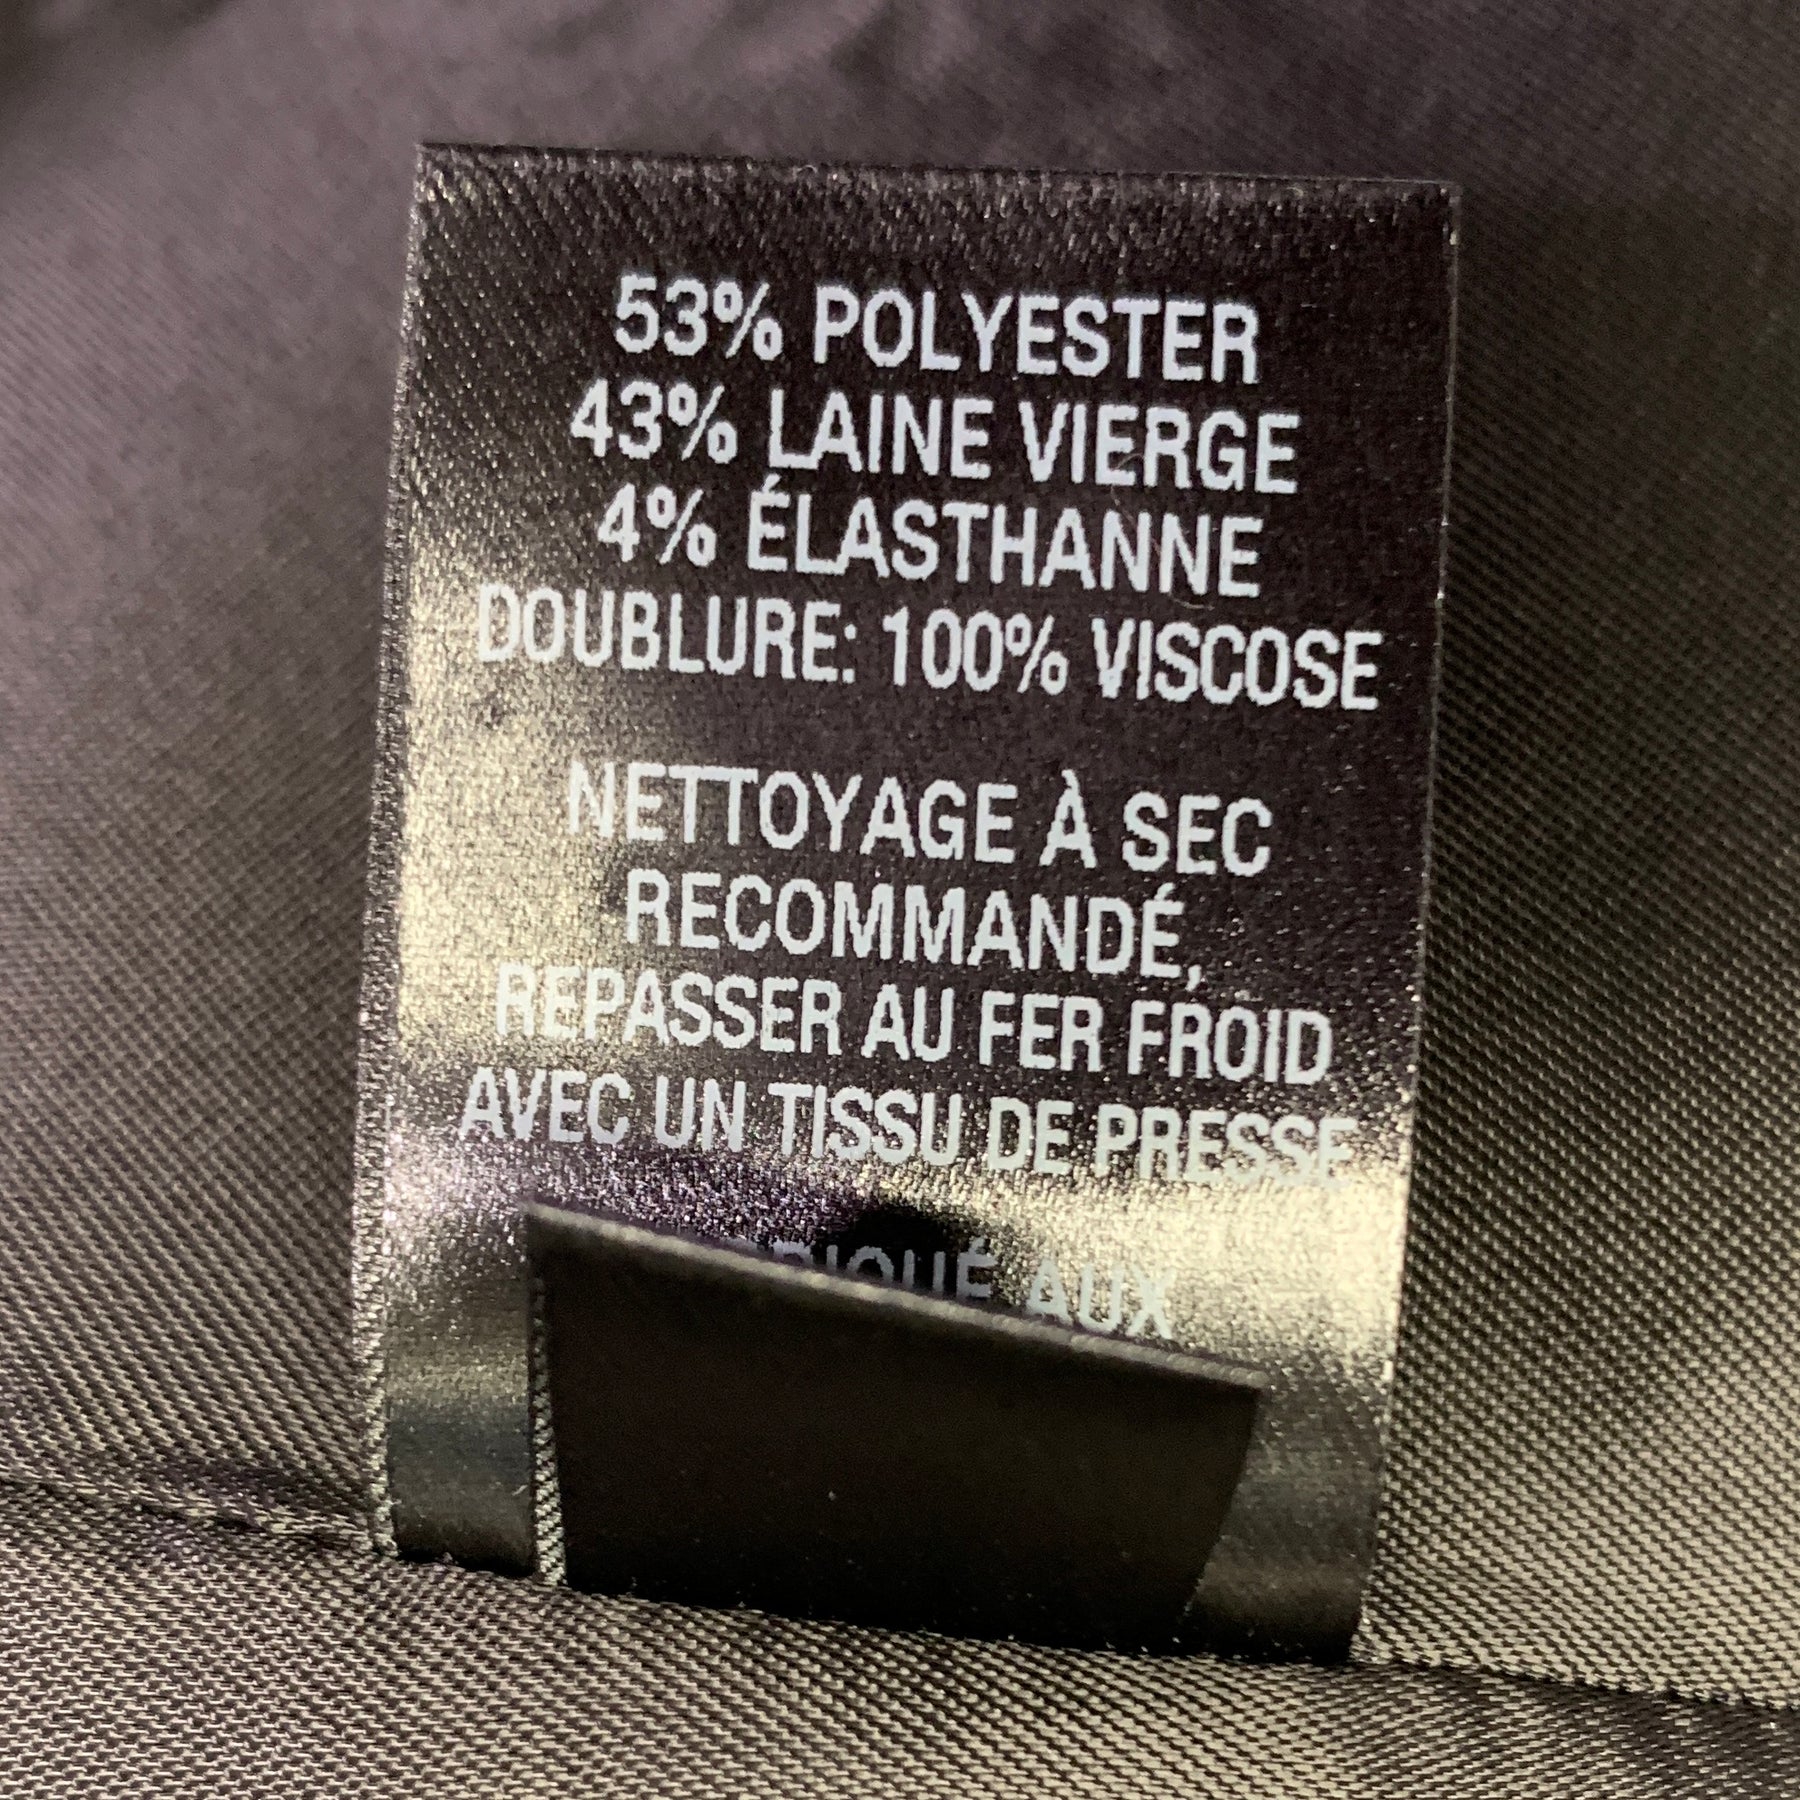 53% POLYESTER
43% LAINE VIERGE
4% ÉLASTHANNE
DOUBLURE: 100% VISCOSE
NETTOYAGE À SEC
RECOMMANDÉ,
REPASSER AU FER FROID
AVEC UN TISSU DE PRESSE
AUX